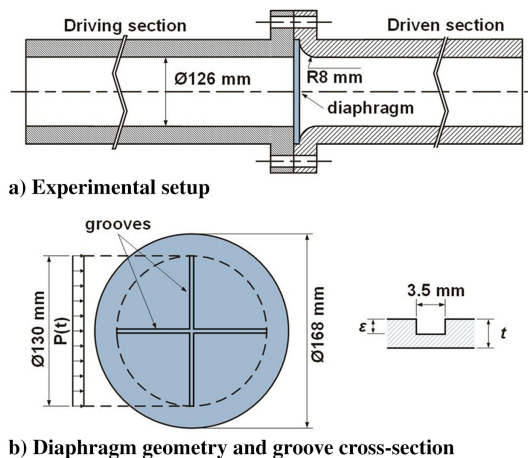 Driving section
Driven section
Ø126 mm
R8 mm
diaphragm
a) Experimental setup
grooves
Ø130 mm
P(t)
Ø168 mm
3.5 mm
ε
t
b) Diaphragm geometry and groove cross-section